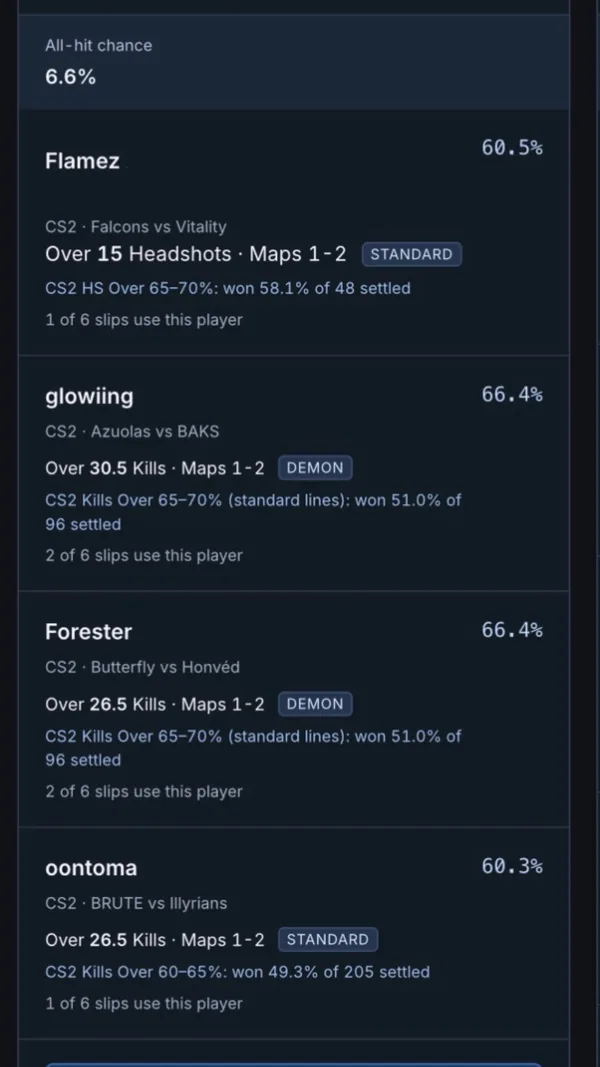 All-hit chance
6.6%
Flamez
60.5%
CS2 · Falcons vs Vitality
Over 15 Headshots · Maps 1-2 STANDARD
CS2 HS Over 65–70%: won 58.1% of 48 settled
1 of 6 slips use this player
glowiing
66.4%
CS2 · Azuolas vs BAKS
Over 30.5 Kills · Maps 1-2 DEMON
CS2 Kills Over 65–70% (standard lines): won 51.0% of
96 settled
2 of 6 slips use this player
Forester
66.4%
CS2 · Butterfly vs Honvéd
Over 26.5 Kills · Maps 1-2 DEMON
CS2 Kills Over 65–70% (standard lines): won 51.0% of
96 settled
2 of 6 slips use this player
oontoma
60.3%
CS2 · BRUTE vs Illyrians
Over 26.5 Kills · Maps 1-2 STANDARD
CS2 Kills Over 60–65%: won 49.3% of 205 settled
1 of 6 slips use this player